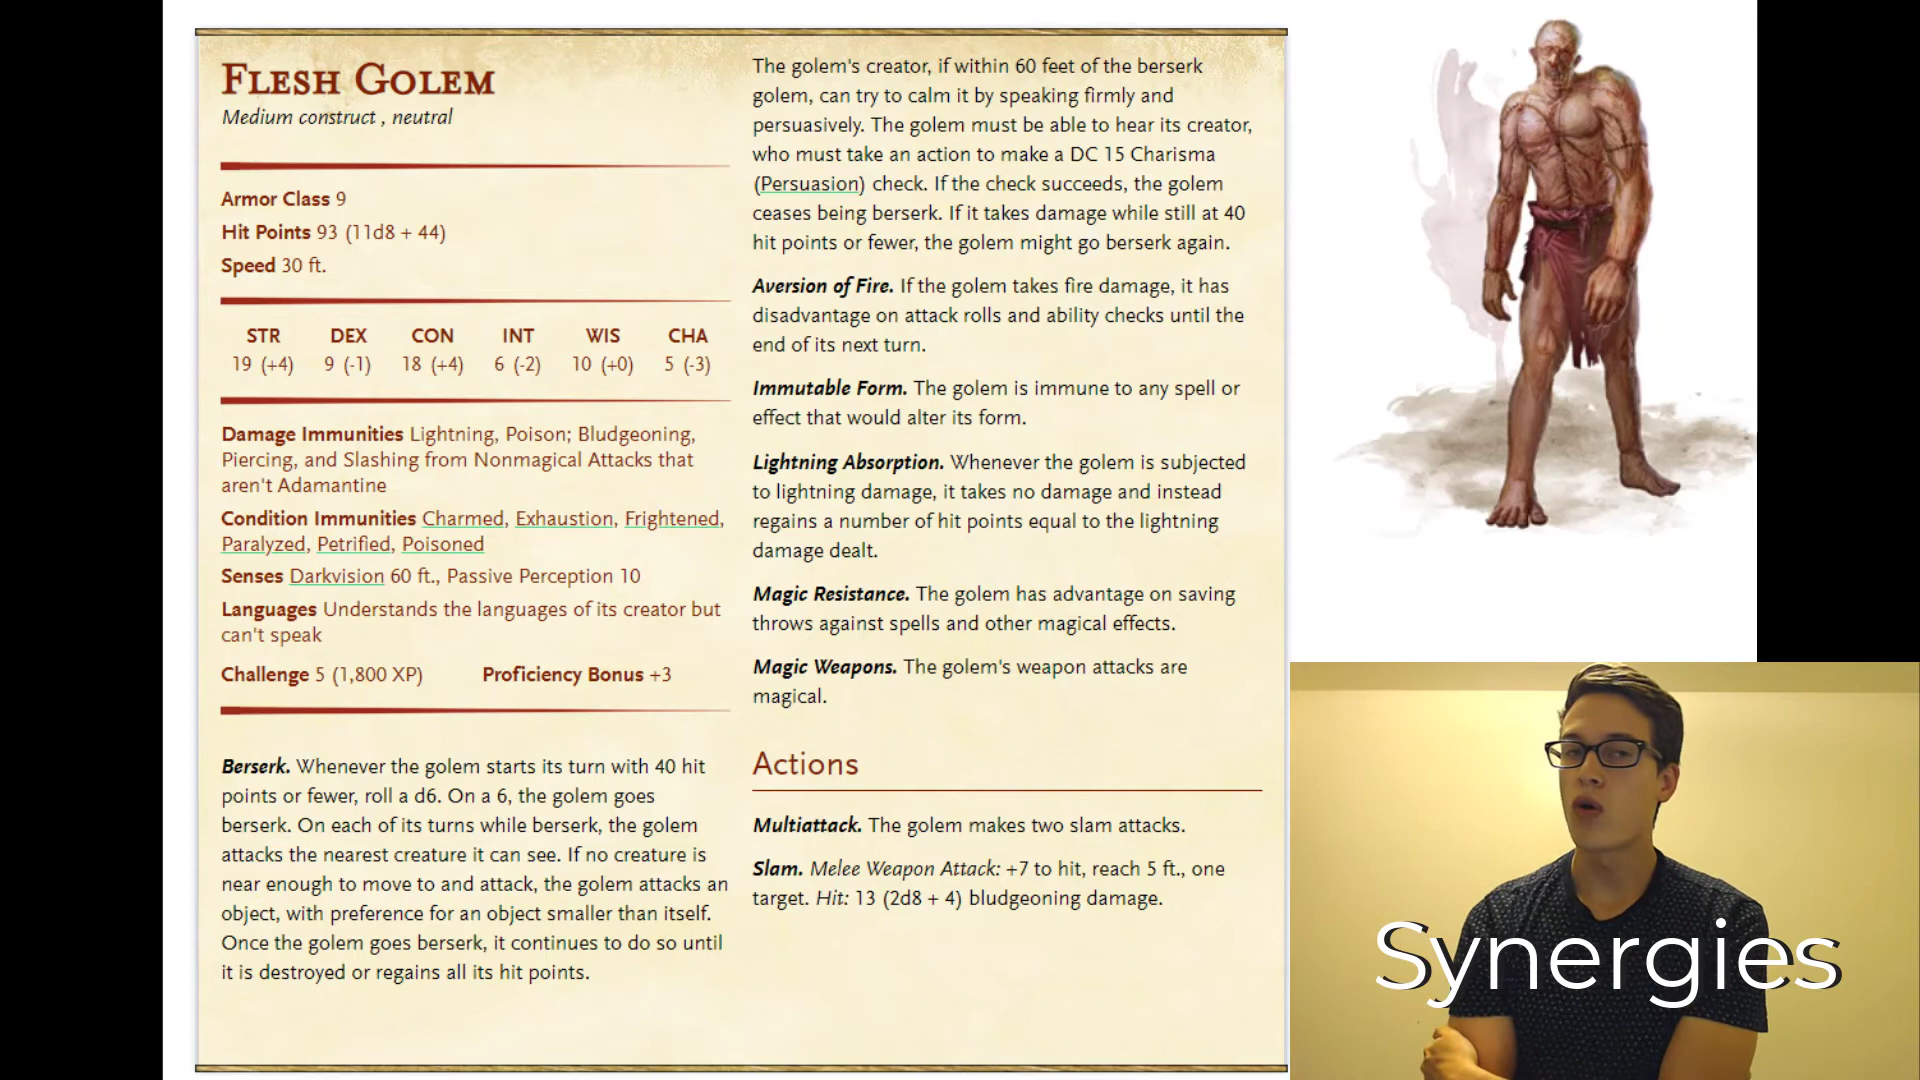 FLESH GOLEM
Medium construct , neutral
Armor Class 9
Hit Points 93 (11d8 + 44)
Speed 30 ft.
STR DEX CON INT WIS CHA
19 (+4) 9 (-1) 18 (+4) 6 (-2) 10 (+0) 5 (-3)
Damage Immunities Lightning, Poison; Bludgeoning,
Piercing, and Slashing from Nonmagical Attacks that
aren't Adamantine
Condition Immunities Charmed, Exhaustion, Frightened,
Paralyzed, Petrified, Poisoned
Senses Darkvision 60 ft., Passive Perception 10
Languages Understands the languages of its creator but
can't speak
Challenge 5 (1,800 XP) Proficiency Bonus +3
Berserk. Whenever the golem starts its turn with 40 hit
points or fewer, roll a d6. On a 6, the golem goes
berserk. On each of its turns while berserk, the golem
attacks the nearest creature it can see. If no creature is
near enough to move to and attack, the golem attacks an
object, with preference for an object smaller than itself.
Once the golem goes berserk, it continues to do so until
it is destroyed or regains all its hit points.
The golem's creator, if within 60 feet of the berserk
golem, can try to calm it by speaking firmly and
persuasively. The golem must be able to hear its creator,
who must take an action to make a DC 15 Charisma
(Persuasion) check. If the check succeeds, the golem
ceases being berserk. If it takes damage while still at 40
hit points or fewer, the golem might go berserk again.
Aversion of Fire. If the golem takes fire damage, it has
disadvantage on attack rolls and ability checks until the
end of its next turn.
Immutable Form. The golem is immune to any spell or
effect that would alter its form.
Lightning Absorption. Whenever the golem is subjected
to lightning damage, it takes no damage and instead
regains a number of hit points equal to the lightning
damage dealt.
Magic Resistance. The golem has advantage on saving
throws against spells and other magical effects.
Magic Weapons. The golem's weapon attacks are
magical.
Actions
Multiattack. The golem makes two slam attacks.
Slam. Melee Weapon Attack: +7 to hit, reach 5 ft., one
target. Hit: 13 (2d8 + 4) bludgeoning damage.
Synergies